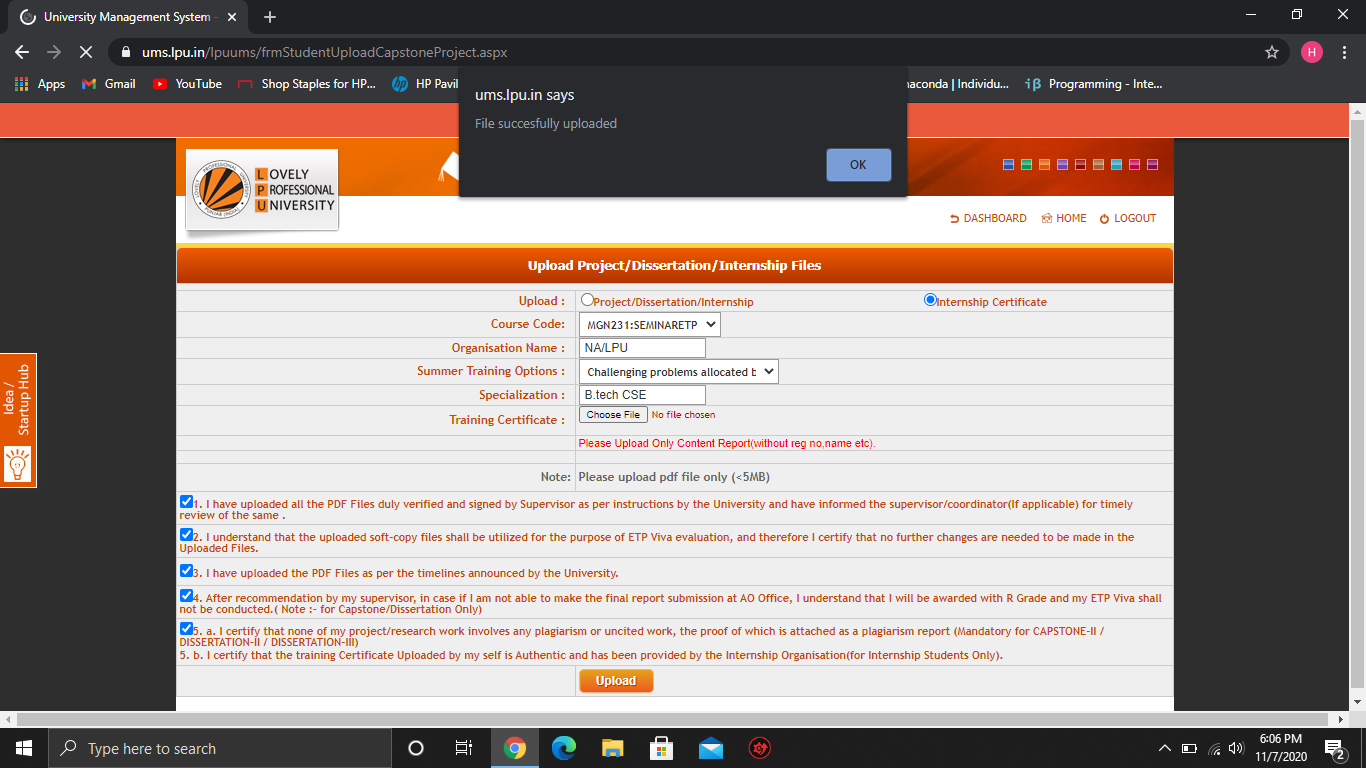 University Management System -
ums.lpu.in/lpuums/frmStudentUploadCapstoneProject.aspx
H
Apps
Gmail
YouTube
Shop Staples for HP...
HP Pavil
naconda | Individu...
Programming - Inte...
ums.lpu.in says
File succesfully uploaded
OK
LOVELY
PROFESSIONAL
UNIVERSITY
DASHBOARD HOME LOGOUT
Upload Project/Dissertation/Internship Files
Upload : Project/Dissertation/Internship Internship Certificate
Course Code: MGN231:SEMINARETP
Organisation Name : NA/LPU
Summer Training Options : Challenging problems allocated b
Specialization : B.tech CSE
Training Certificate : Choose File No file chosen
Please Upload Only Content Report(without reg no,name etc).
Note: Please upload pdf file only (<5MB)
1. I have uploaded all the PDF Files duly verified and signed by Supervisor as per instructions by the University and have informed the supervisor/coordinator(If applicable) for timely
review of the same .
2. I understand that the uploaded soft-copy files shall be utilized for the purpose of ETP Viva evaluation, and therefore I certify that no further changes are needed to be made in the
Uploaded Files.
3. I have uploaded the PDF Files as per the timelines announced by the University.
4. After recommendation by my supervisor, in case if I am not able to make the final report submission at AO Office, I understand that I will be awarded with R Grade and my ETP Viva shall
not be conducted.( Note :- for Capstone/Dissertation Only)
5. a. I certify that none of my project/research work involves any plagiarism or uncited work, the proof of which is attached as a plagiarism report (Mandatory for CAPSTONE-II /
DISSERTATION-II / DISSERTATION-III)
5. b. I certify that the training Certificate Uploaded by my self is Authentic and has been provided by the Internship Organisation(for Internship Students Only).
Upload
Idea /
Startup Hub
Type here to search
6:06 PM
11/7/2020
2